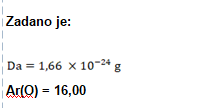 Zadano je:
Da = 1,66 × 10⁻²⁴ g
Ar(O) = 16,00